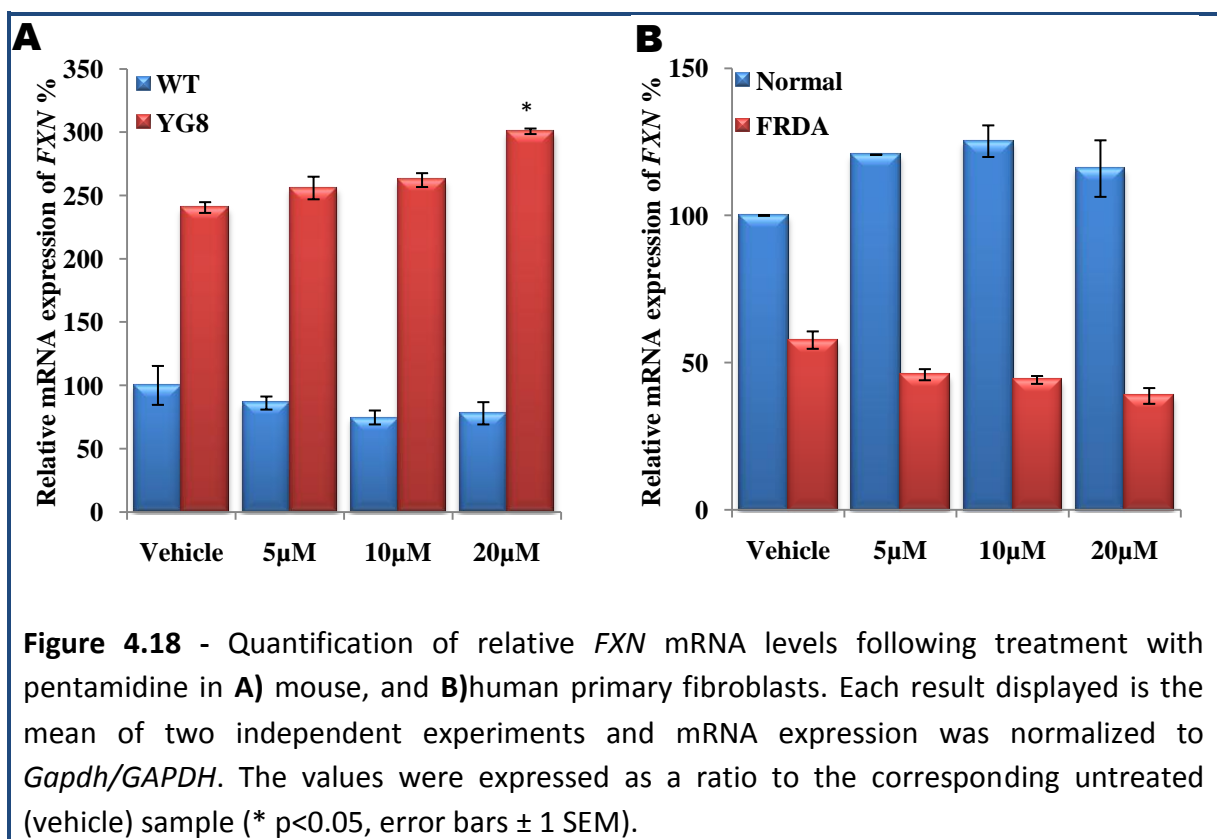 A
Relative mRNA expression of FXN %
350
300
250
200
150
100
50
0
WT
YG8
*
Vehicle 5µM 10µM 20µM
B
Relative mRNA expression of FXN %
150
100
50
0
Normal
FRDA
Vehicle 5µM 10µM 20µM
Figure 4.18 - Quantification of relative FXN mRNA levels following treatment with
pentamidine in A) mouse, and B)human primary fibroblasts. Each result displayed is the
mean of two independent experiments and mRNA expression was normalized to
Gapdh/GAPDH. The values were expressed as a ratio to the corresponding untreated
(vehicle) sample (* p<0.05, error bars ± 1 SEM).